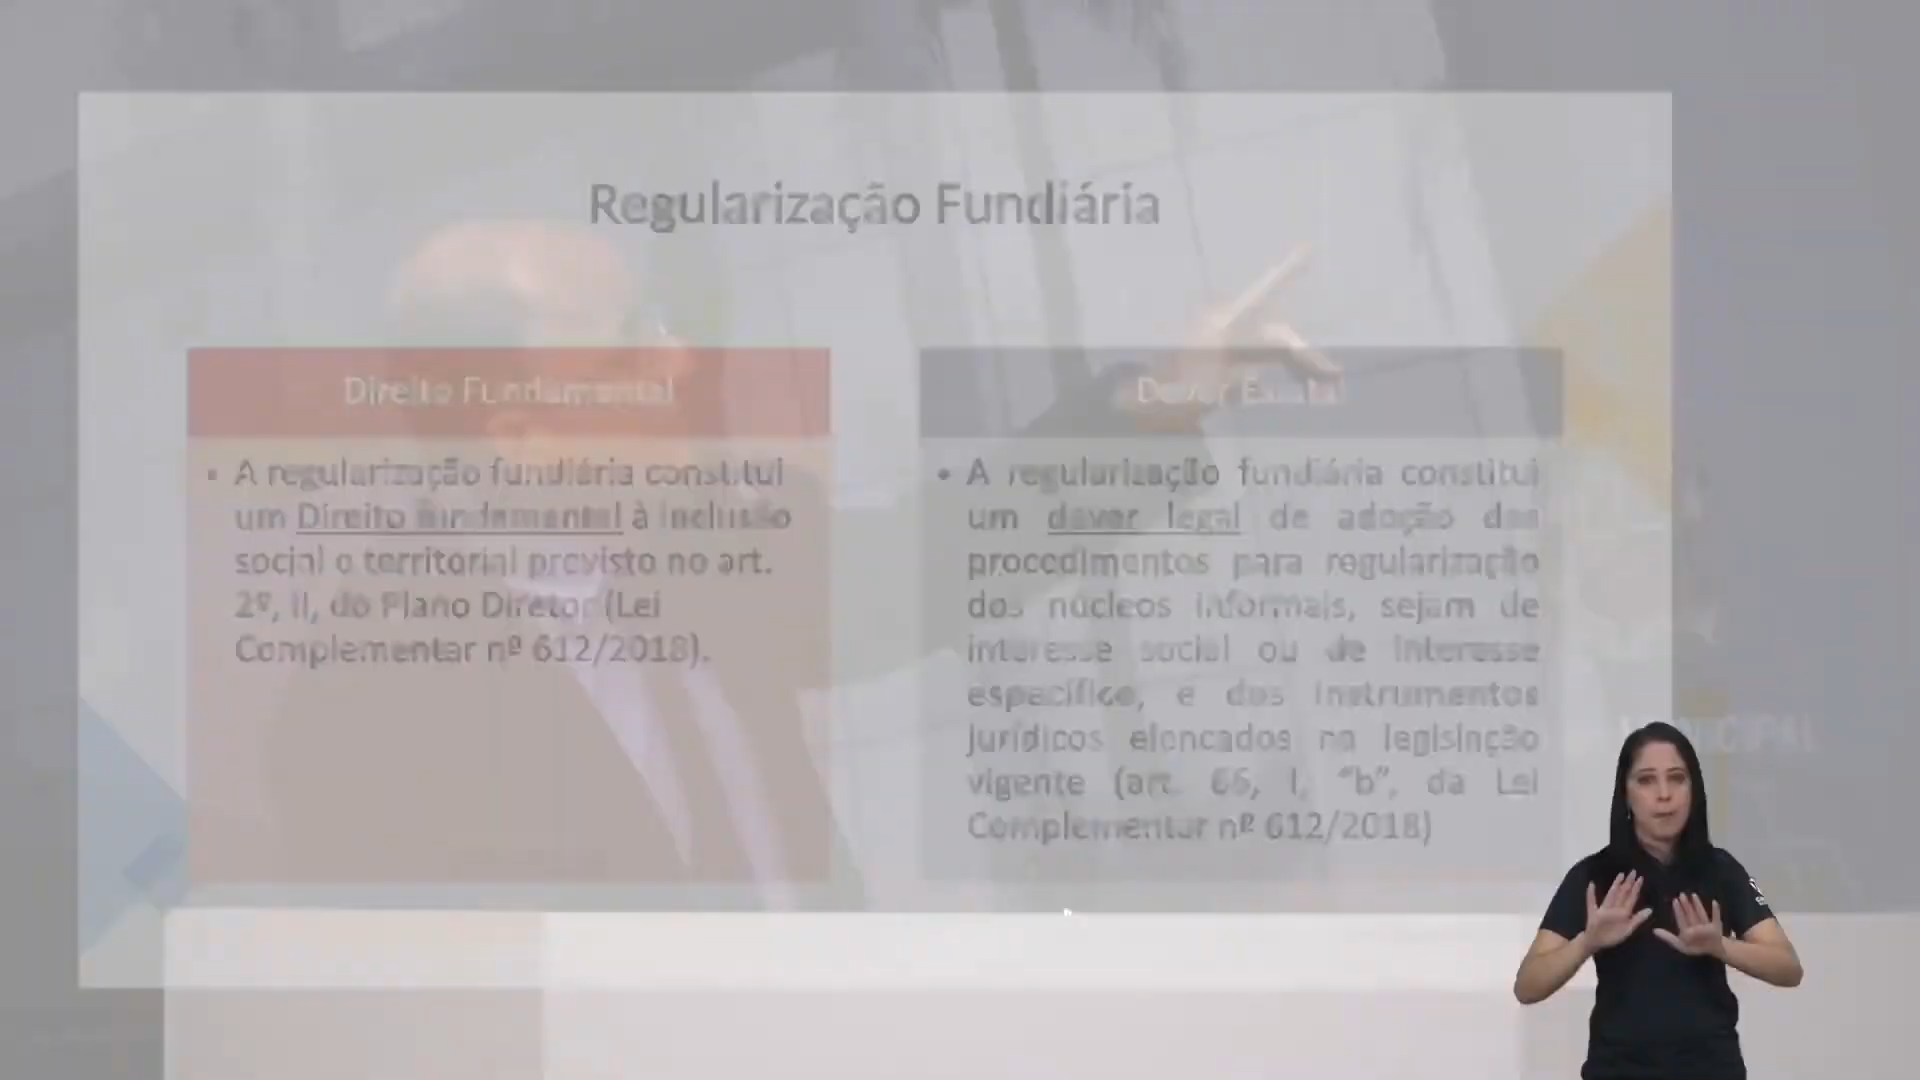 Regularização Fundiária
Direito Fundamental
• A regularização fundiária constitui
um Direito fundamental à inclusão
social e territorial previsto no art.
2º, II, do Plano Diretor (Lei
Complementar nº 612/2018).
Dever Estatal
• A regularização fundiária constitui
um dever legal de adoção dos
procedimentos para regularização
dos núcleos informais, sejam de
interesse social ou de interesse
específico, e dos instrumentos
jurídicos elencados na legislação
vigente (art. 66, I, “b”, da Lei
Complementar nº 612/2018)